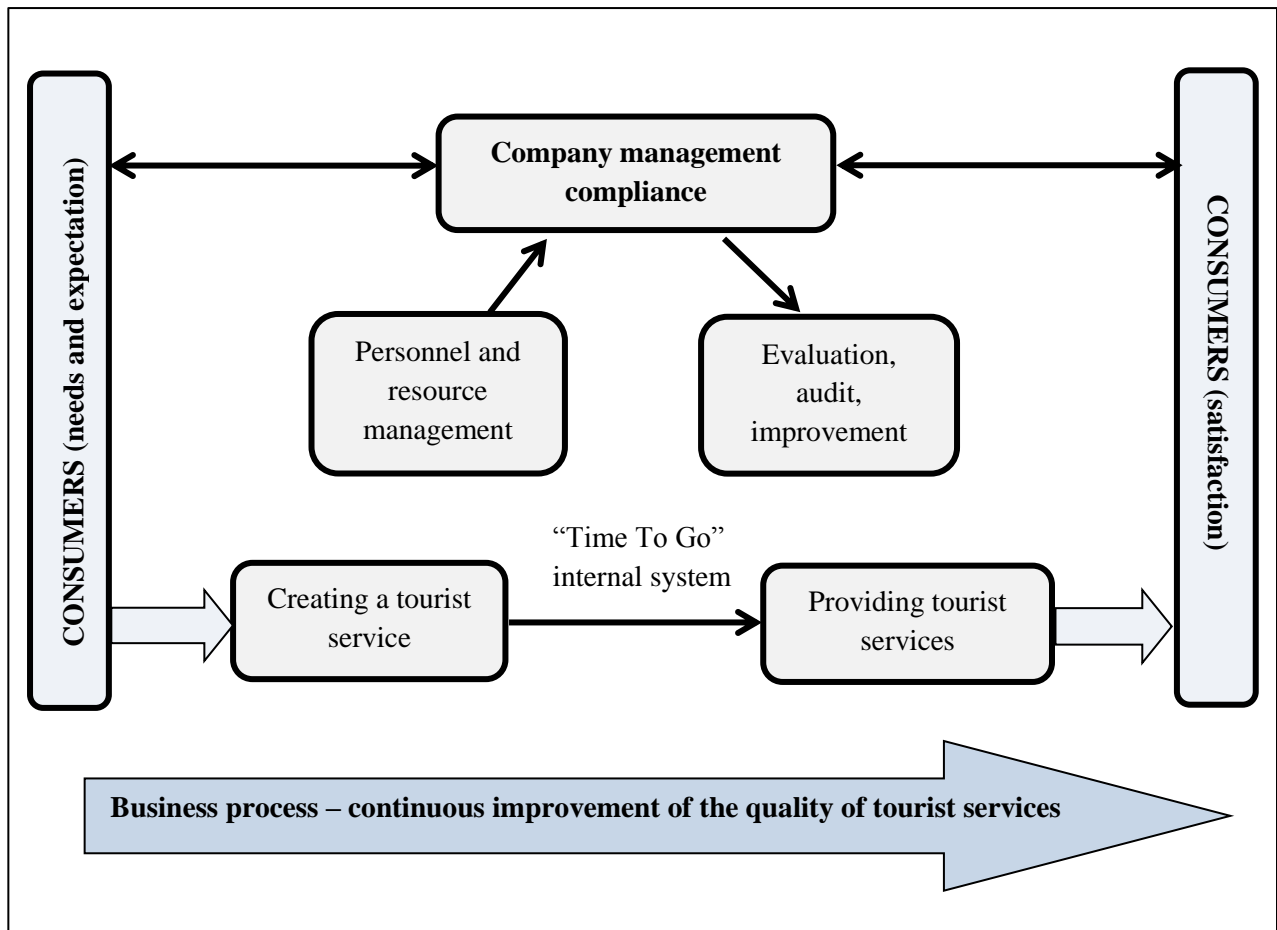 CONSUMERS (needs and expectation)
Company management
compliance
CONSUMERS (satisfaction)
Personnel and
resource
management
Evaluation,
audit,
improvement
“Time To Go”
internal system
Creating a tourist
service
Providing tourist
services
Business process – continuous improvement of the quality of tourist services